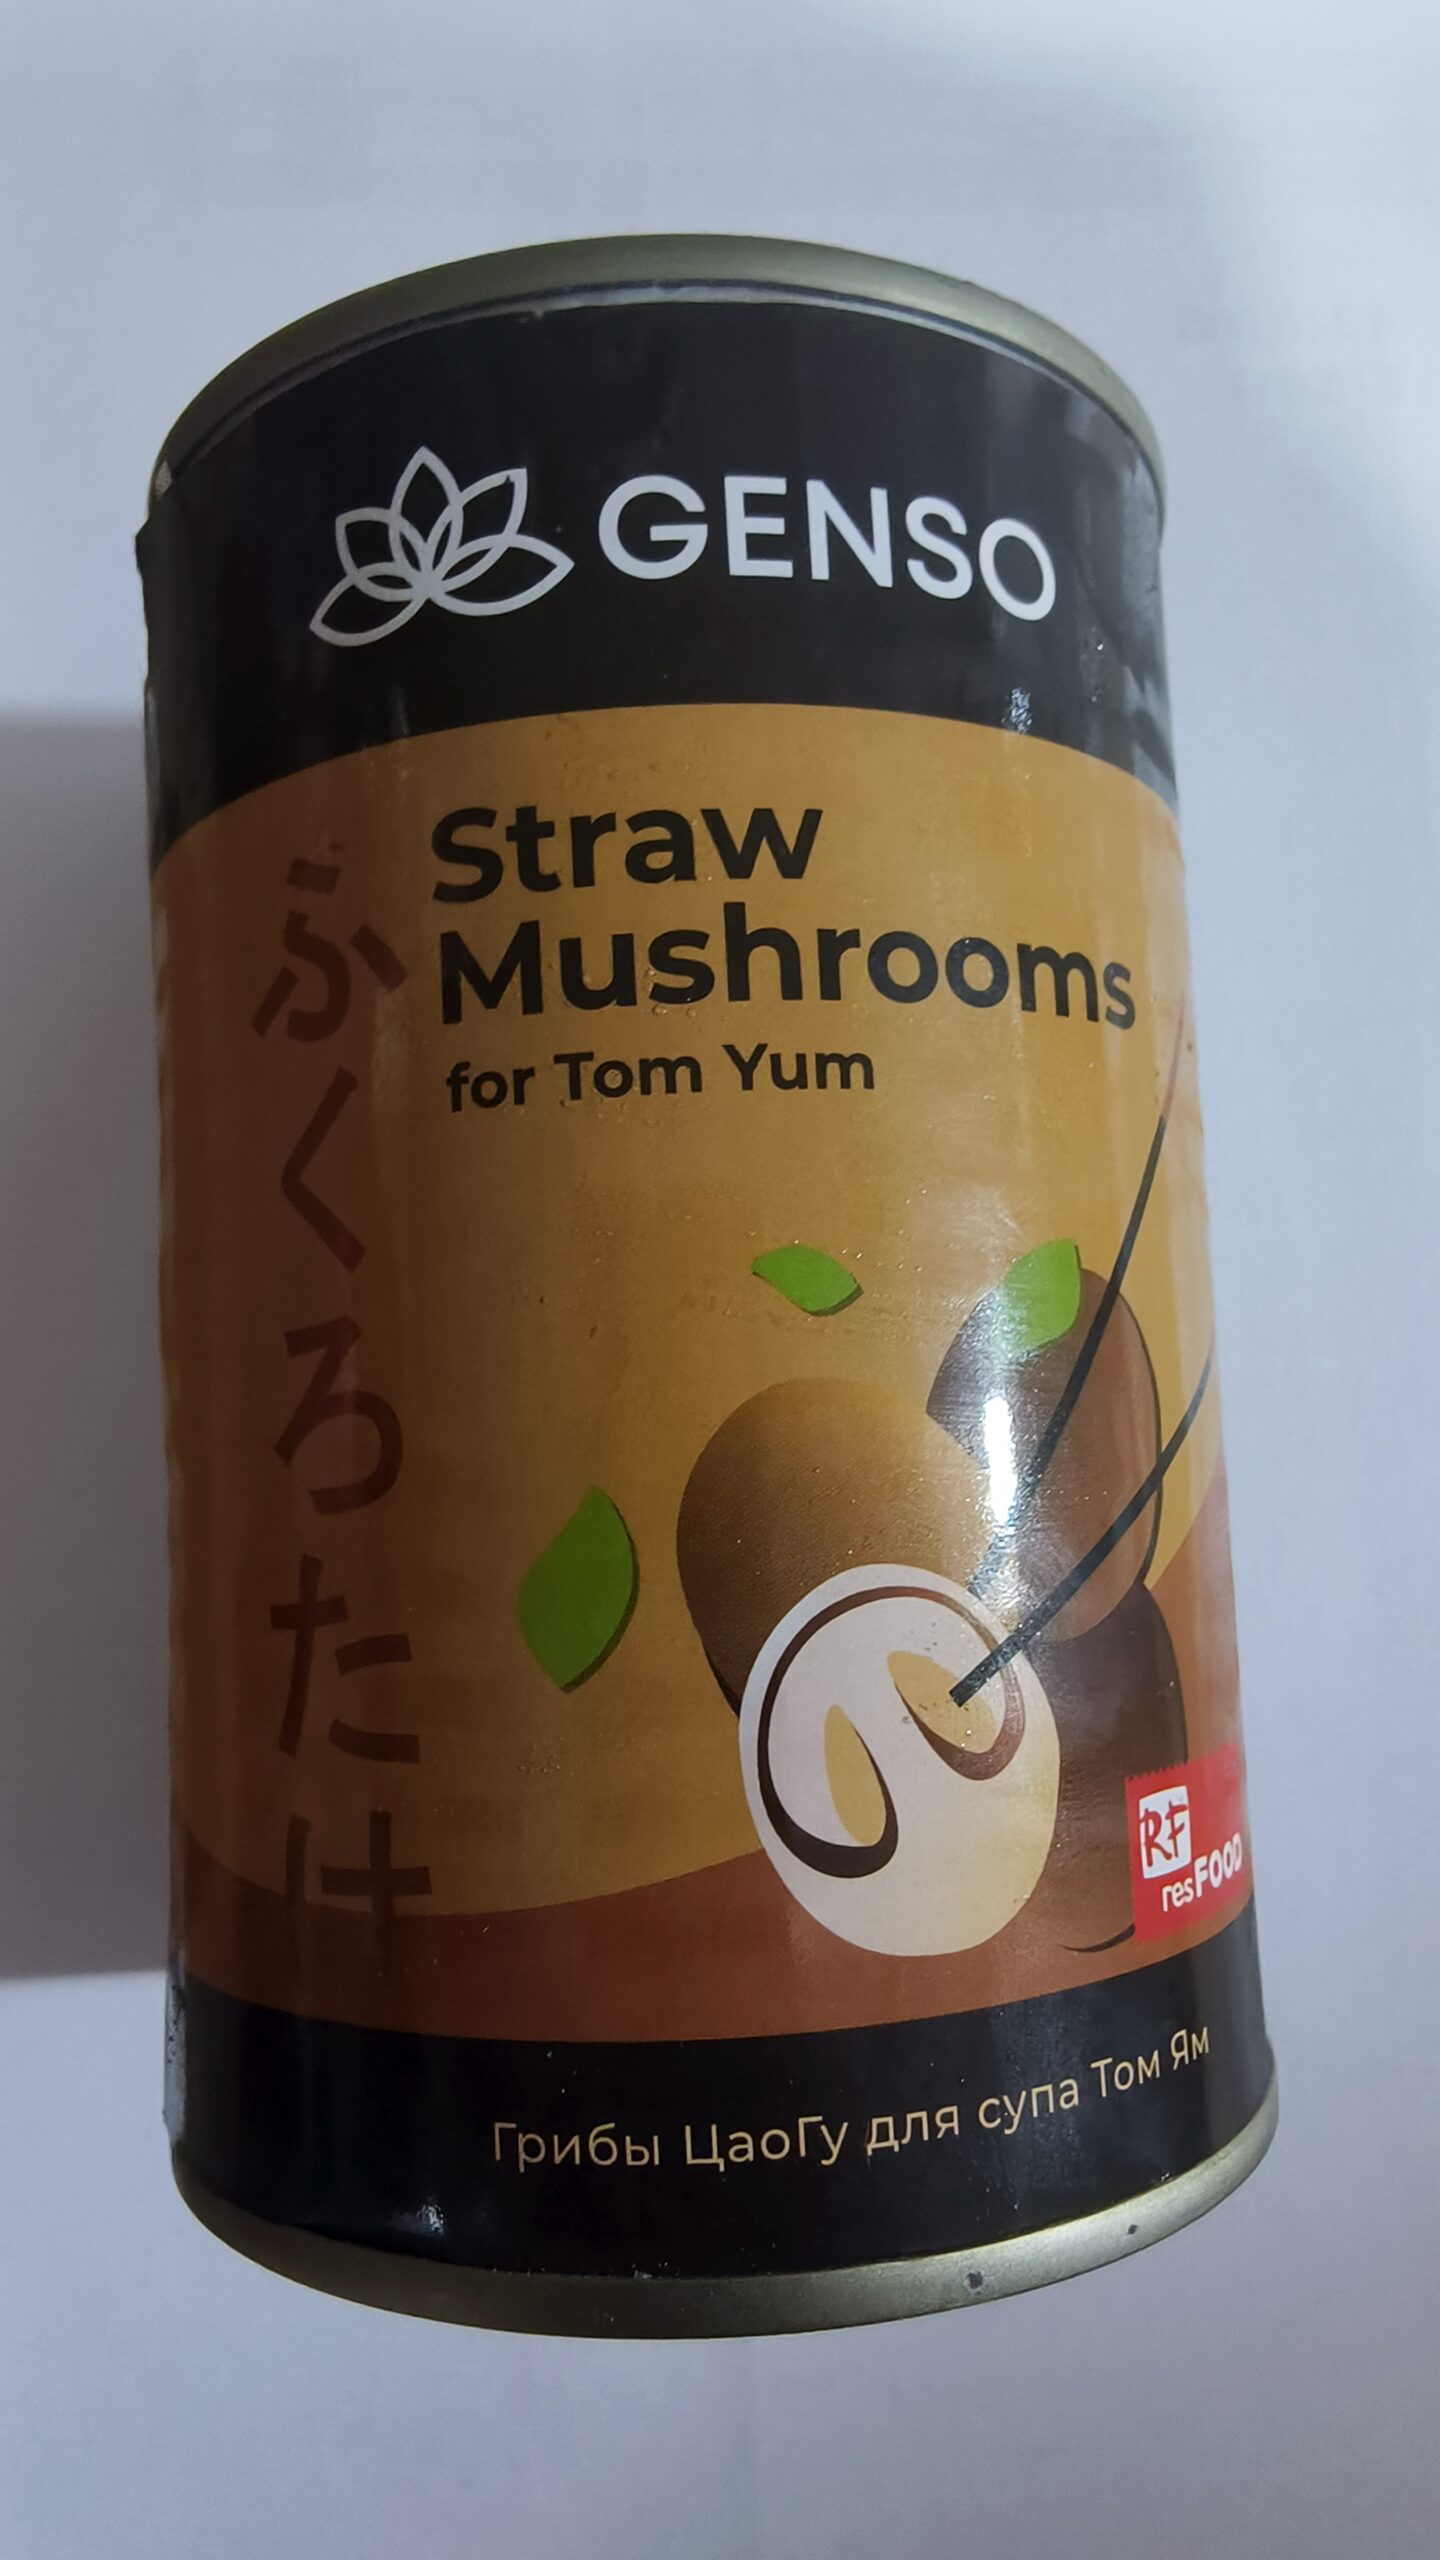 GENSO
Straw
Mushrooms
for Tom Yum
ふくろたけ
RF
resFOOD
Грибы ЦаоГу для супа Том Ям